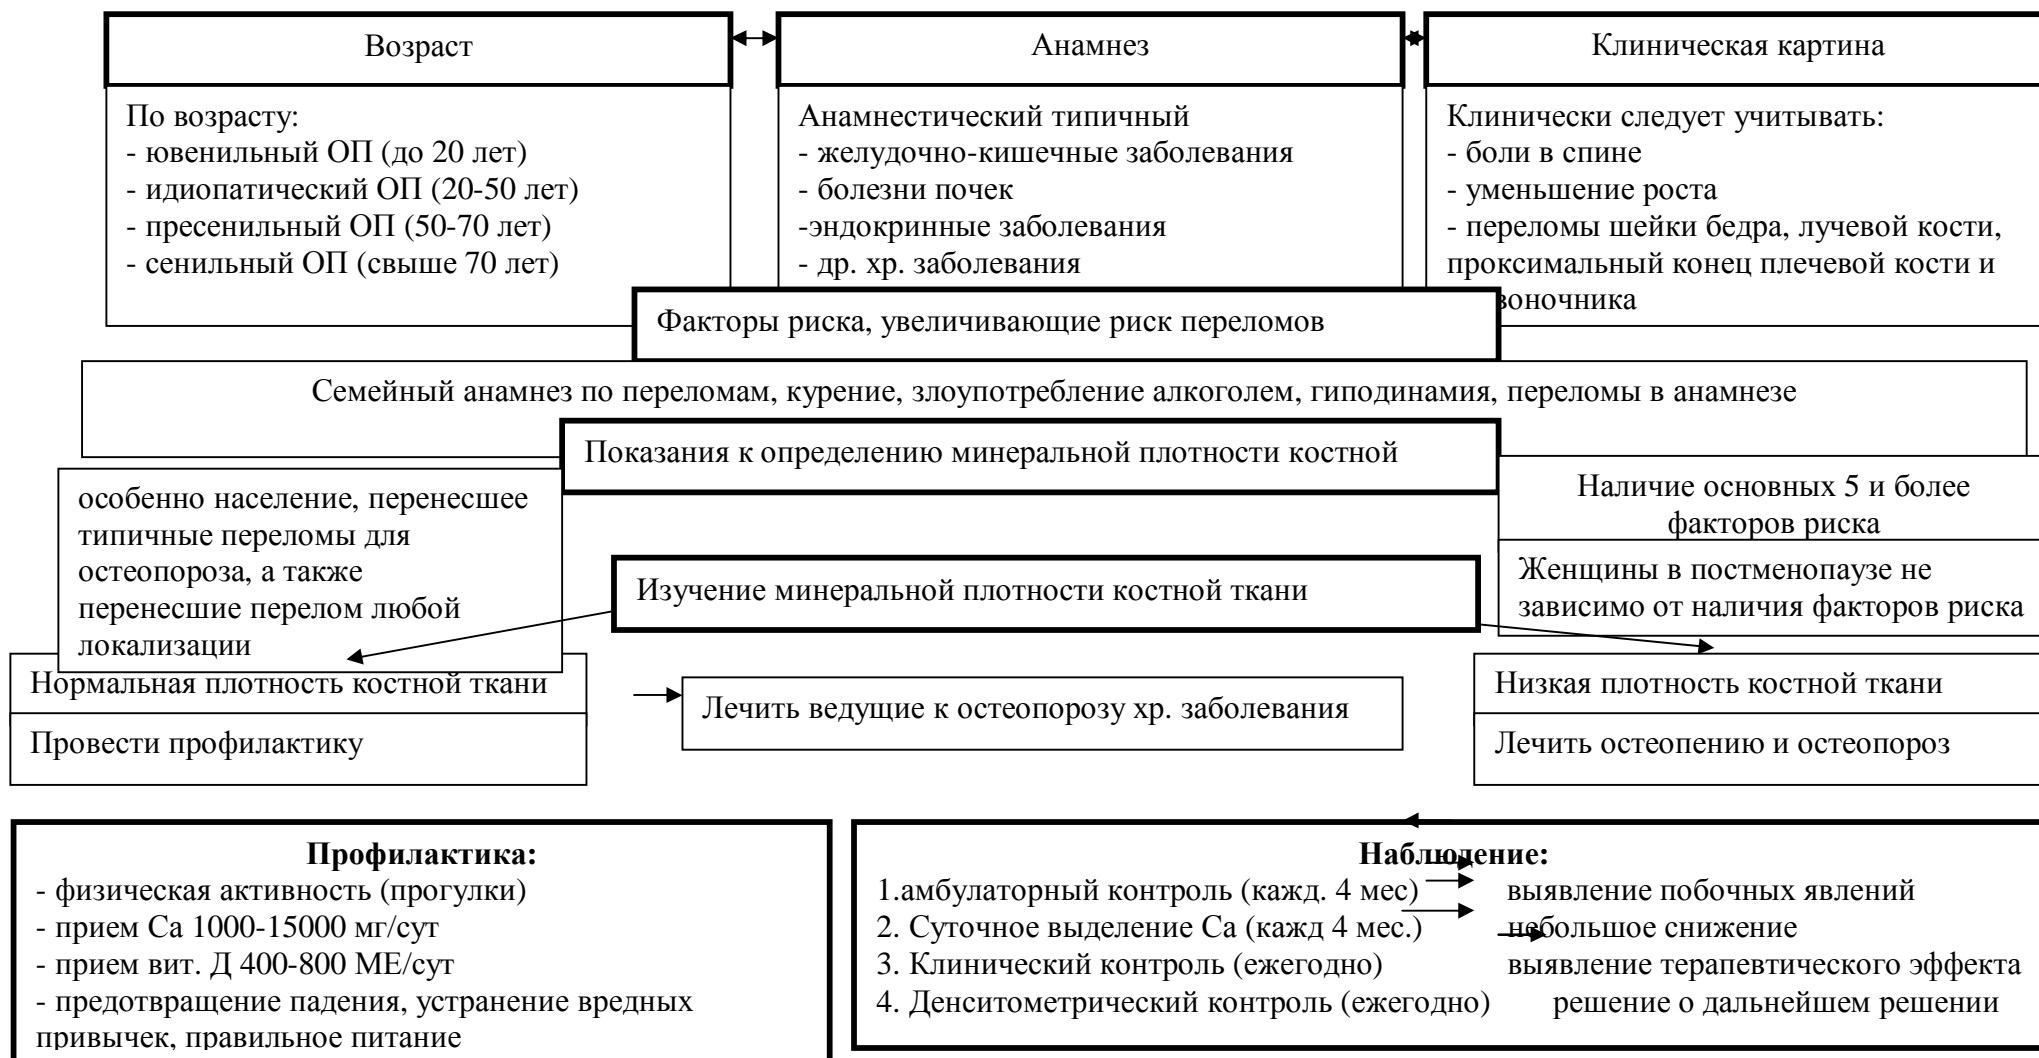 Возраст
Анамнез
Клиническая картина
По возрасту:
- ювенильный ОП (до 20 лет)
- идиопатический ОП (20-50 лет)
- пресенильный ОП (50-70 лет)
- сенильный ОП (свыше 70 лет)
Анамнестический типичный
- желудочно-кишечные заболевания
- болезни почек
-эндокринные заболевания
- др. хр. заболевания
Клинически следует учитывать:
- боли в спине
- уменьшение роста
- переломы шейки бедра, лучевой кости,
проксимальный конец плечевой кости и
воночника
Факторы риска, увеличивающие риск переломов
Семейный анамнез по переломам, курение, злоупотребление алкоголем, гиподинамия, переломы в анамнезе
Показания к определению минеральной плотности костной
особенно население, перенесшее
типичные переломы для
остеопороза, а также
перенесшие перелом любой
локализации
Наличие основных 5 и более
факторов риска
Женщины в постменопаузе не
зависимо от наличия факторов риска
Изучение минеральной плотности костной ткани
Нормальная плотность костной ткани
Провести профилактику
Лечить ведущие к остеопорозу хр. заболевания
Низкая плотность костной ткани
Лечить остеопению и остеопороз
Профилактика:
- физическая активность (прогулки)
- прием Са 1000-15000 мг/сут
- прием вит. Д 400-800 МЕ/сут
- предотвращение падения, устранение вредных
привычек, правильное питание
Наблюдение:
1.амбулаторный контроль (кажд. 4 мес) выявление побочных явлений
2. Суточное выделение Са (кажд 4 мес.) небольшое снижение
3. Клинический контроль (ежегодно) выявление терапевтического эффекта
4. Денситометрический контроль (ежегодно) решение о дальнейшем решении